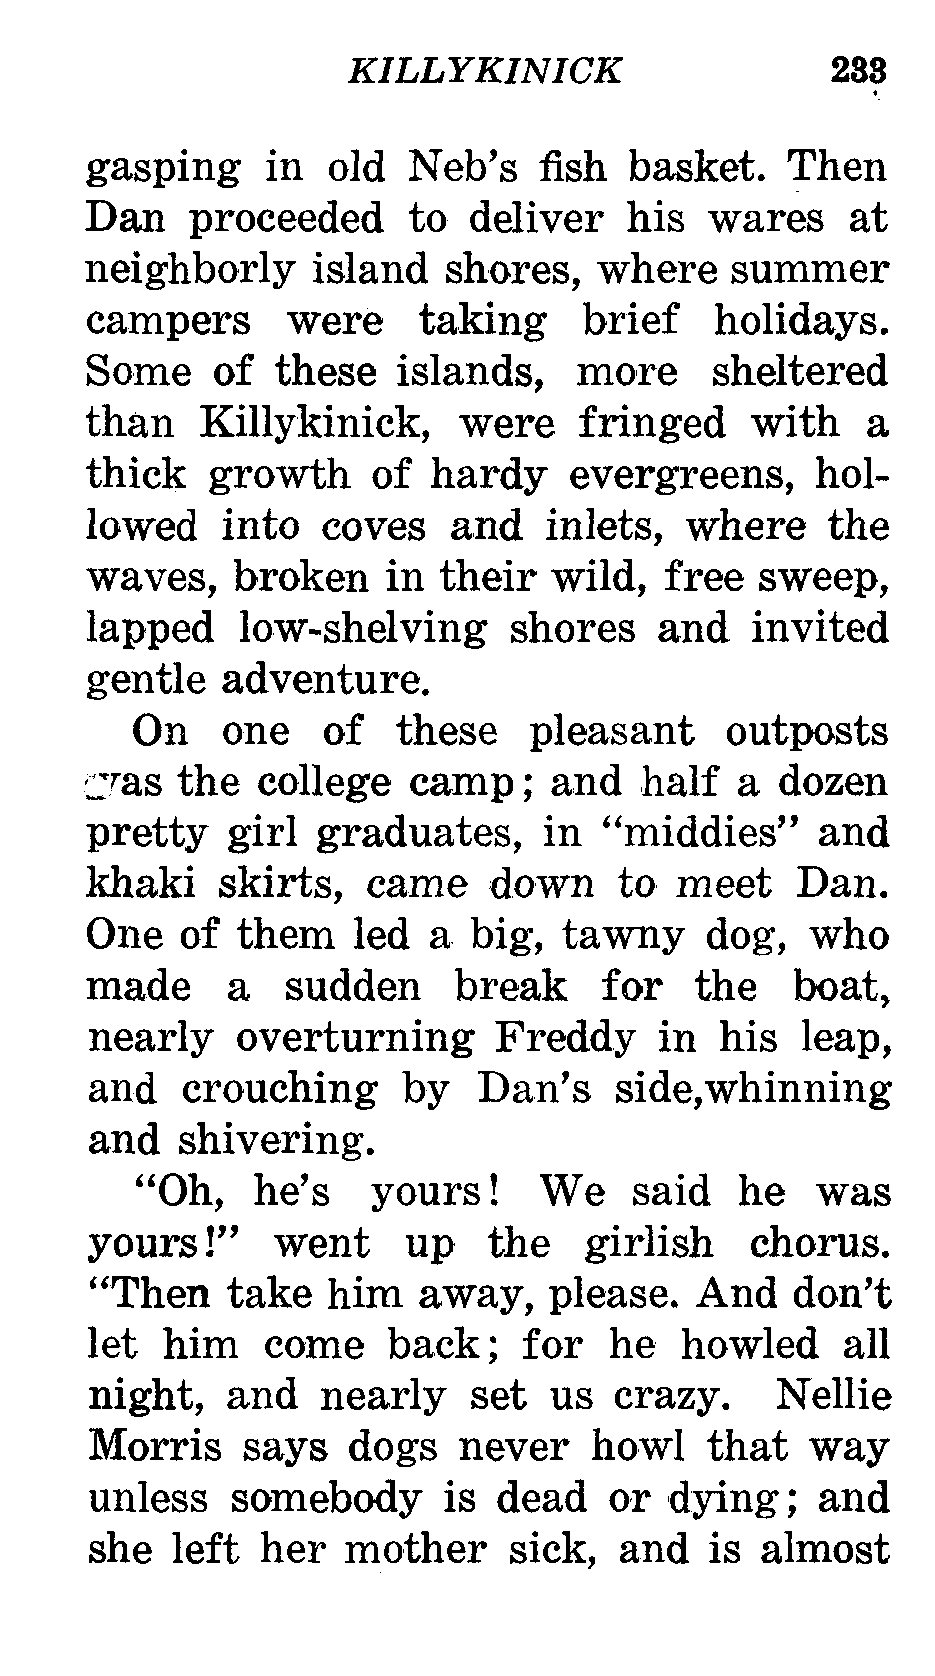 KILLYKINICK 233
gasping in old Neb's fish basket. Then
Dan proceeded to deliver his wares at
neighborly island shores, where summer
campers were taking brief holidays.
Some of these islands, more sheltered
than Killykinick, were fringed with a
thick growth of hardy evergreens, hol-
lowed into coves and inlets, where the
waves, broken in their wild, free sweep,
lapped low-shelving shores and invited
gentle adventure.
On one of these pleasant outposts
was the college camp; and half a dozen
pretty girl graduates, in "middies" and
khaki skirts, came down to meet Dan.
One of them led a big, tawny dog, who
made a sudden break for the boat,
nearly overturning Freddy in his leap,
and crouching by Dan's side,whinning
and shivering.
"Oh, he's yours! We said he was
yours!" went up the girlish chorus.
"Then take him away, please. And don't
let him come back; for he howled all
night, and nearly set us crazy. Nellie
Morris says dogs never howl that way
unless somebody is dead or dying; and
she left her mother sick, and is almost